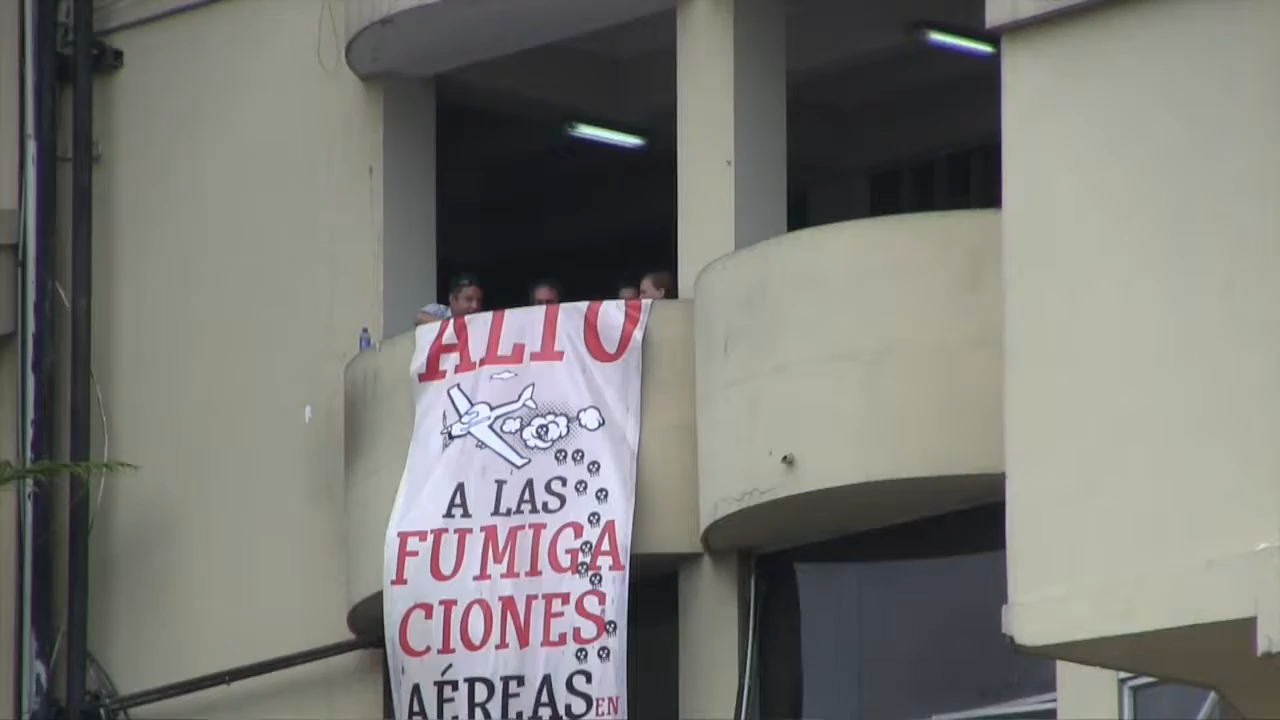 ALTO
A LAS
FUMIGA
CIONES
AÉREAS EN